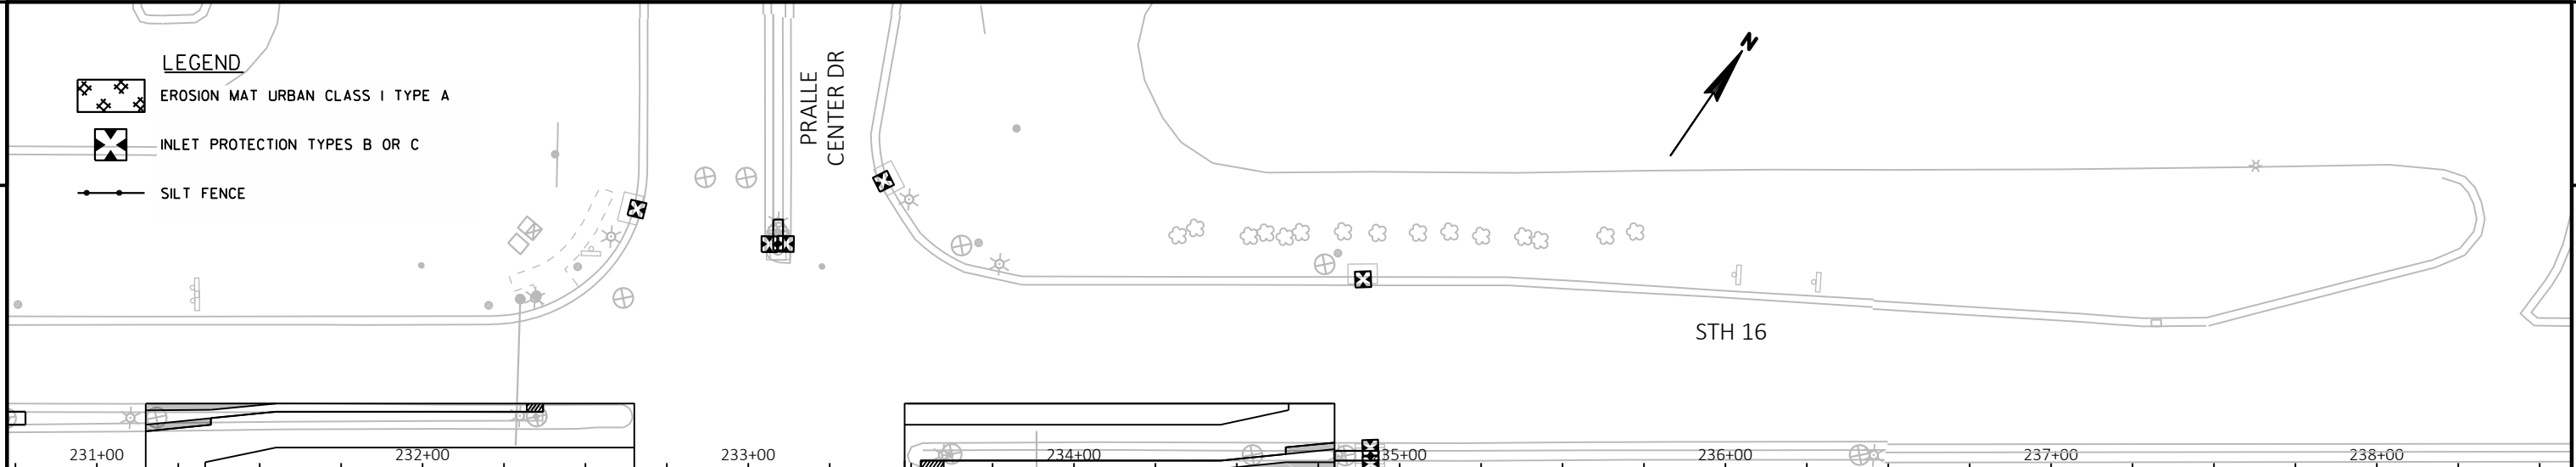 LEGEND
EROSION MAT URBAN CLASS I TYPE A
INLET PROTECTION TYPES B OR C
SILT FENCE
PRALLE
CENTER DR
N
STH 16
231+00 232+00 233+00 234+00 235+00 236+00 237+00 238+00